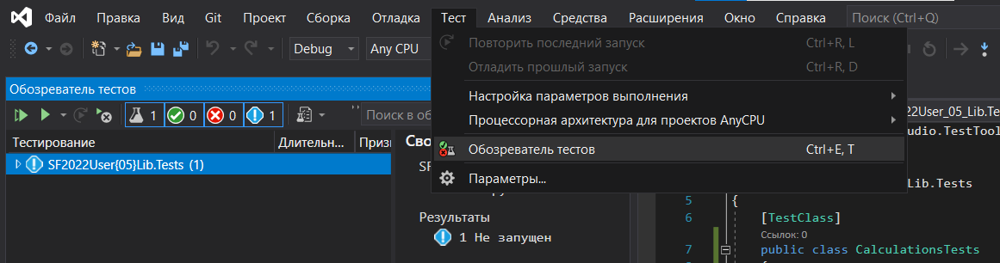 Файл Правка Вид Git Проект Сборка Отладка Тест Анализ Средства Расширения Окно Справка Поиск (Ctrl+Q)
Debug Any CPU
Повторить последний запуск Ctrl+R, L
Отладить прошлый запуск Ctrl+R, D
Настройка параметров выполнения
Процессорная архитектура для проектов AnyCPU
Обозреватель тестов Ctrl+E, T
Параметры...
Обозреватель тестов
1 0 0 1 Поиск в об
Тестирование Длительн... Приз
SF2022User{05}Lib.Tests (1)
Сво
SF
Результаты
1 Не запущен
2022User_05_Lib.Te
udio.TestTool
Lib.Tests
5 {
6 [TestClass]
Ссылок: 0
7 public class CalculationsTests